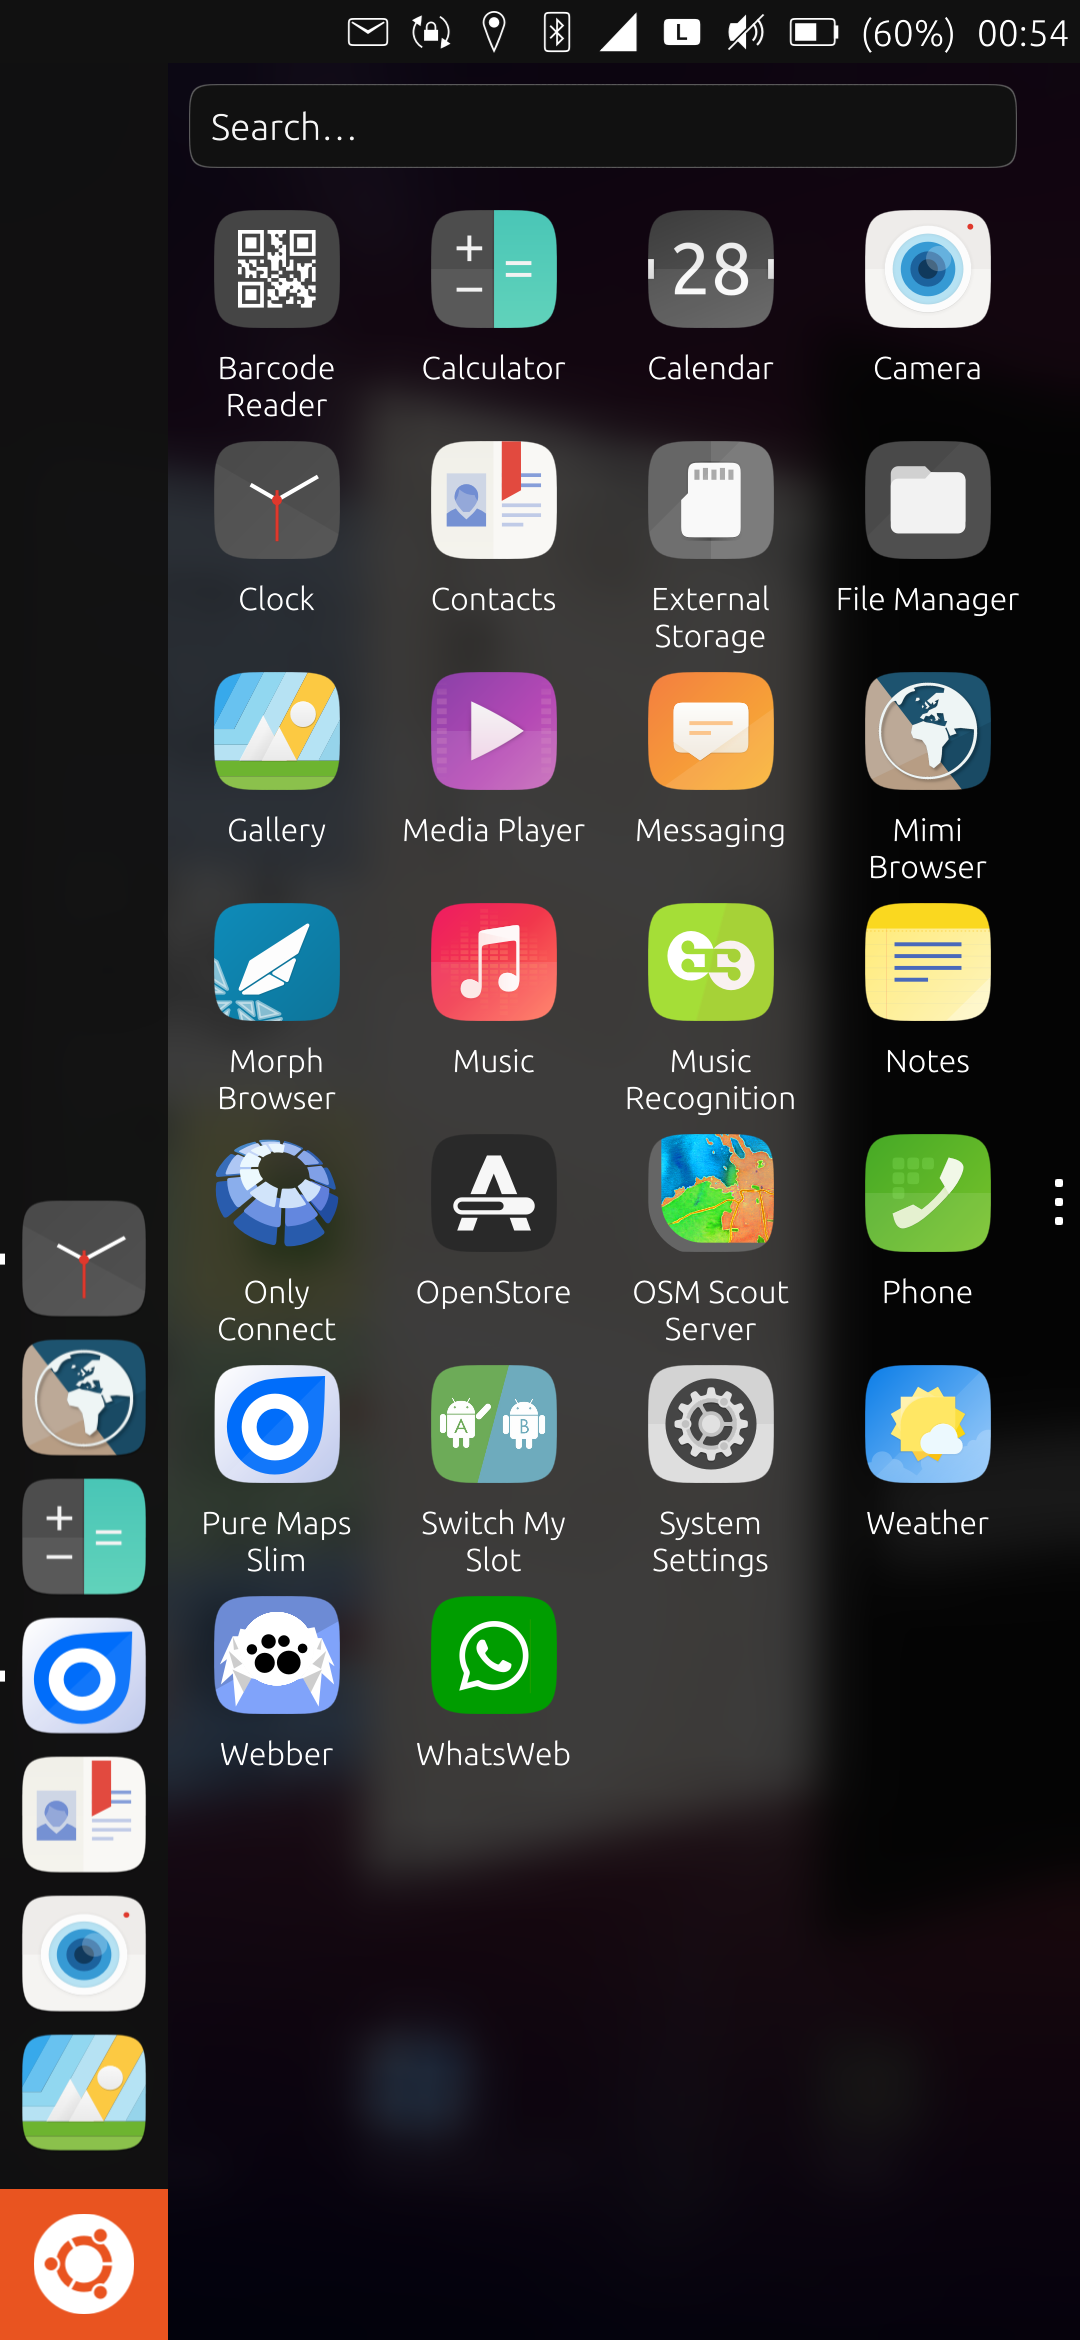 L (60%) 00:54
Search...
28
Barcode Reader
Calculator
Calendar
Camera
Clock
Contacts
External Storage
File Manager
Gallery
Media Player
Messaging
Mimi Browser
Morph Browser
Music
Music Recognition
Notes
Only Connect
OpenStore
OSM Scout Server
Phone
A B
Pure Maps Slim
Switch My Slot
System Settings
Weather
Webber
WhatsWeb